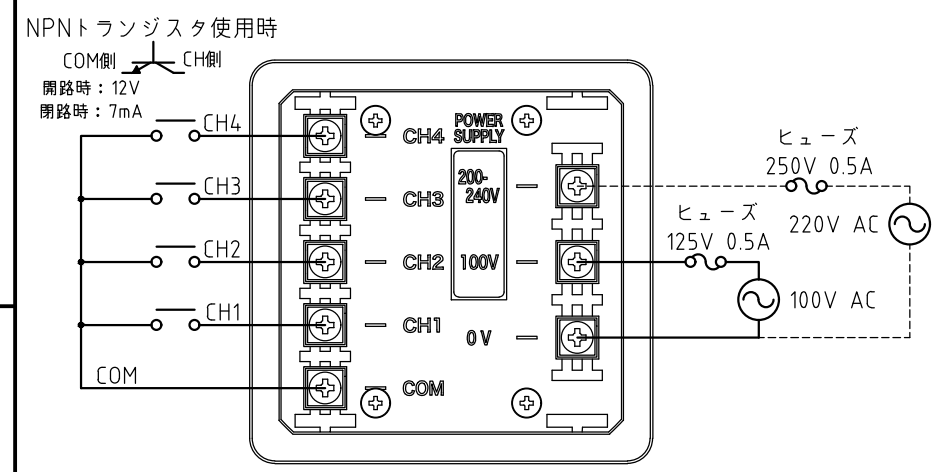 NPNトランジスタ使用時
COM側 CH側
開路時：12V
閉路時：7mA
CH4
CH3
CH2
CH1
COM
CH4
CH3
CH2
CH1
COM
POWER
SUPPLY
200-
240V
100V
0V
ヒューズ
250V 0.5A
220V AC
ヒューズ
125V 0.5A
100V AC